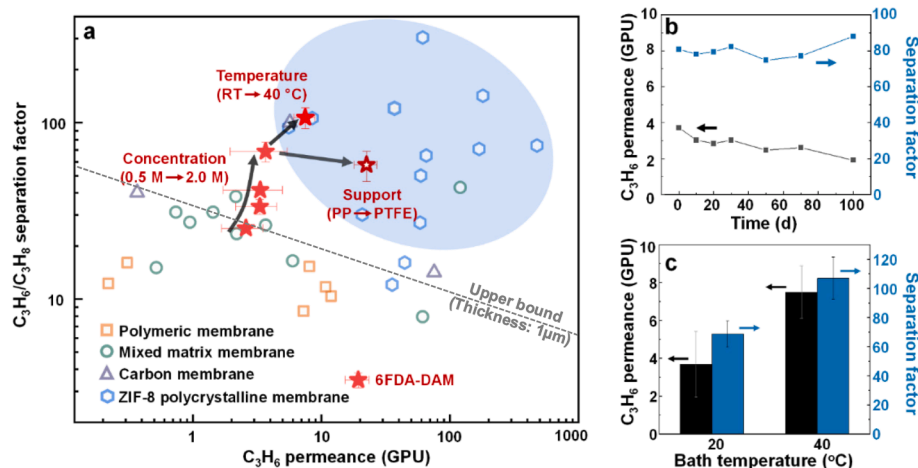 a
C₃H₆/C₃H₈ separation factor
100
10
1
10
100
1000
C₃H₆ permeance (GPU)
Temperature
(RT→40 °C)
Concentration
(0.5 M→2.0 M)
Support
(PP→PTFE)
Upper bound
(Thickness: 1μm)
Polymeric membrane
Mixed matrix membrane
Carbon membrane
ZIF-8 polycrystalline membrane
6FDA-DAM
b
C₃H₆ permeance (GPU)
10
8
6
4
2
0
0
20
40
60
80
100
Time (d)
100
80
60
40
20
0
Separation factor
c
C₃H₆ permeance (GPU)
10
8
6
4
2
0
20
40
Bath temperature (°C)
120
100
80
60
40
20
0
Separation factor